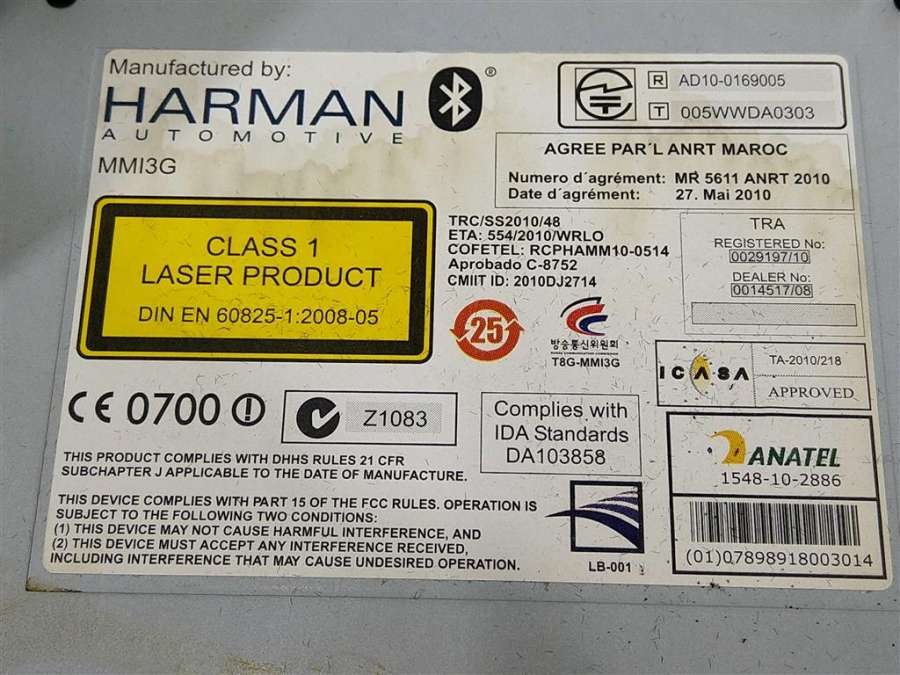 Manufactured by:
HARMAN
AUTOMOTIVE
MMI3G
®
R AD10-0169005
T 005WWDA0303
AGREE PAR´L ANRT MAROC
Numero d´agrément: MR 5611 ANRT 2010
Date d´agrément: 27. Mai 2010
CLASS 1
LASER PRODUCT
DIN EN 60825-1:2008-05
TRC/SS2010/48
ETA: 554/2010/WRLO
COFETEL: RCPHAMM10-0514
Aprobado C-8752
CMIIT ID: 2010DJ2714
TRA
REGISTERED No:
0029197/10
DEALER No:
0014517/08
25
방송통신위원회
T8G-MMI3G
ICASA
TA-2010/218
APPROVED
CE 0700
Z1083
Complies with
IDA Standards
DA103858
ANATEL
1548-10-2886
(01)07898918003014
THIS PRODUCT COMPLIES WITH DHHS RULES 21 CFR
SUBCHAPTER J APPLICABLE TO THE DATE OF MANUFACTURE.
THIS DEVICE COMPLIES WITH PART 15 OF THE FCC RULES. OPERATION IS
SUBJECT TO THE FOLLOWING TWO CONDITIONS:
(1) THIS DEVICE MAY NOT CAUSE HARMFUL INTERFERENCE, AND
(2) THIS DEVICE MUST ACCEPT ANY INTERFERENCE RECEIVED,
INCLUDING INTERFERENCE THAT MAY CAUSE UNDESIRED OPERATION.
LB-001